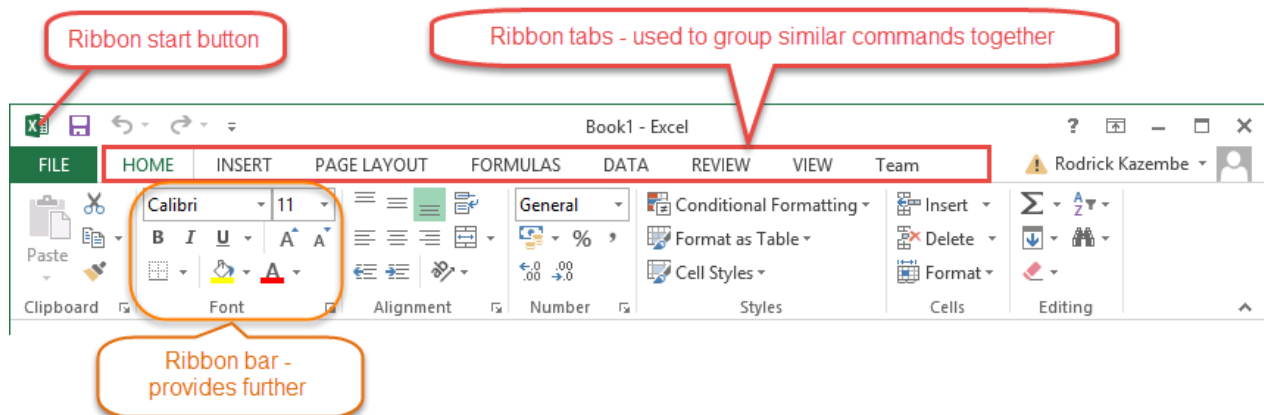 Ribbon start button
Ribbon tabs - used to group similar commands together
Book1 - Excel
?
FILE HOME INSERT PAGE LAYOUT FORMULAS DATA REVIEW VIEW Team Rodrick Kazembe
Calibri 11 General Conditional Formatting Insert Σ A Z
Paste B I U A A % , Format as Table Delete
A .0 .00 .00 .0 Cell Styles Format
Clipboard Font Alignment Number Styles Cells Editing
Ribbon bar -
provides further